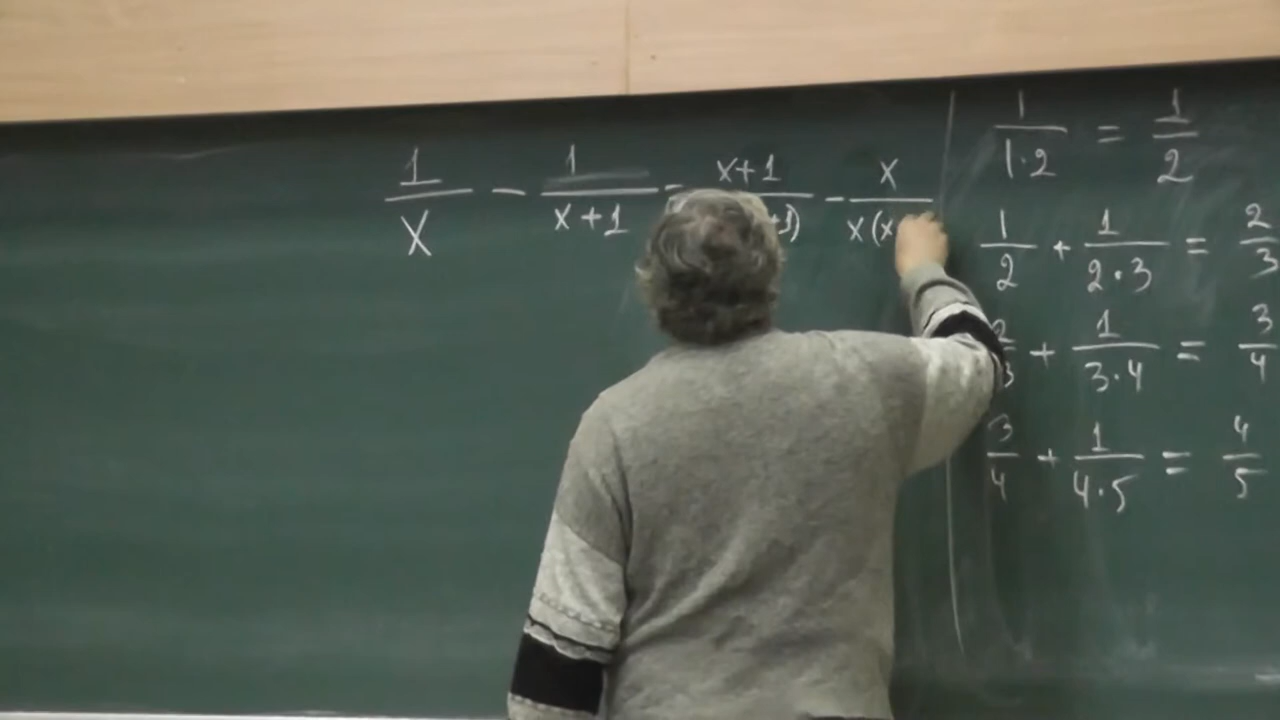 1/x - 1/(x+1) = x+1/ +1) - x/x(x
1/(1·2) = 1/2
1/2 + 1/(2·3) = 2/3
2/3 + 1/(3·4) = 3/4
3/4 + 1/(4·5) = 4/5